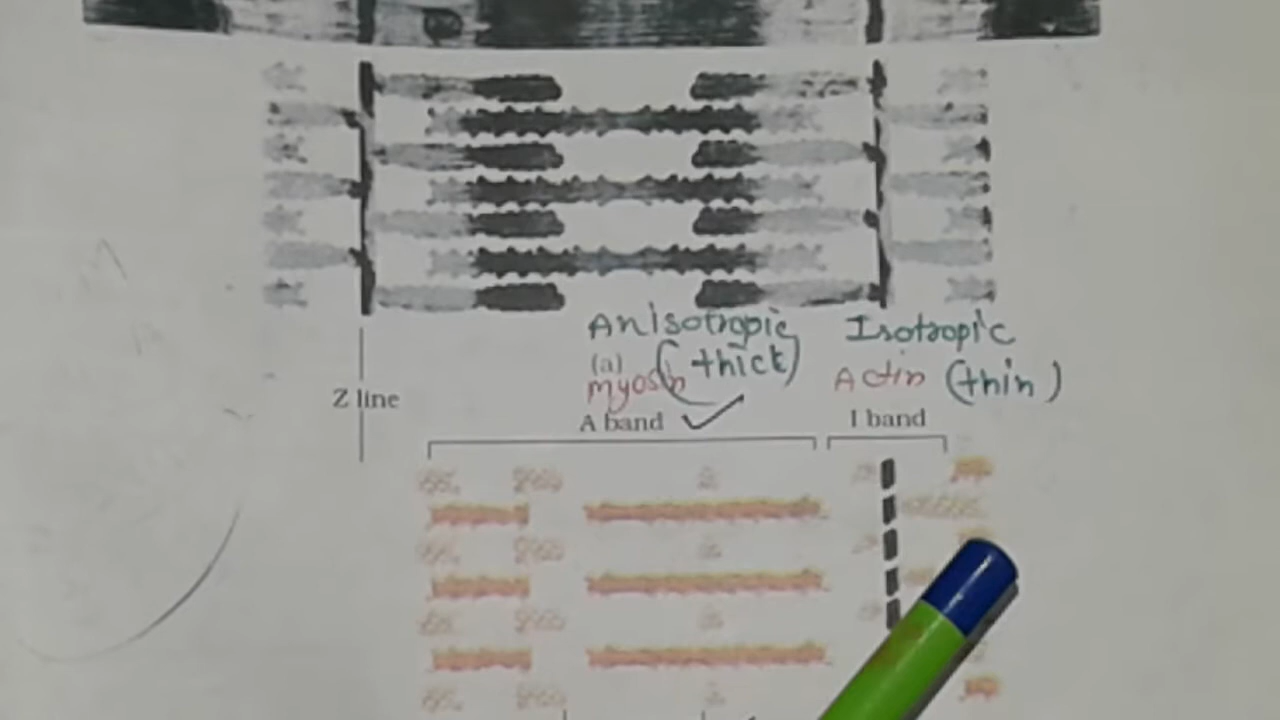 Anisotropic Isotropic
(a) (thick)
myosin Actin (thin)
Z line
A band I band